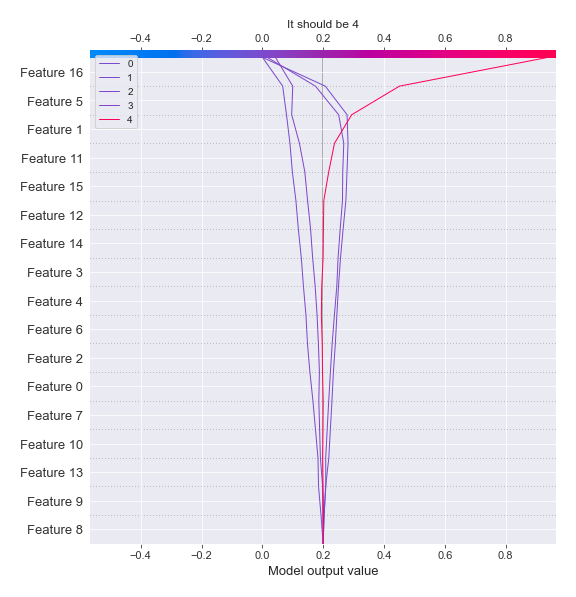 It should be 4
−0.4 −0.2 0.0 0.2 0.4 0.6 0.8
0
1
2
3
4
Feature 16
Feature 5
Feature 1
Feature 11
Feature 15
Feature 12
Feature 14
Feature 3
Feature 4
Feature 6
Feature 2
Feature 0
Feature 7
Feature 10
Feature 13
Feature 9
Feature 8
−0.4 −0.2 0.0 0.2 0.4 0.6 0.8
Model output value